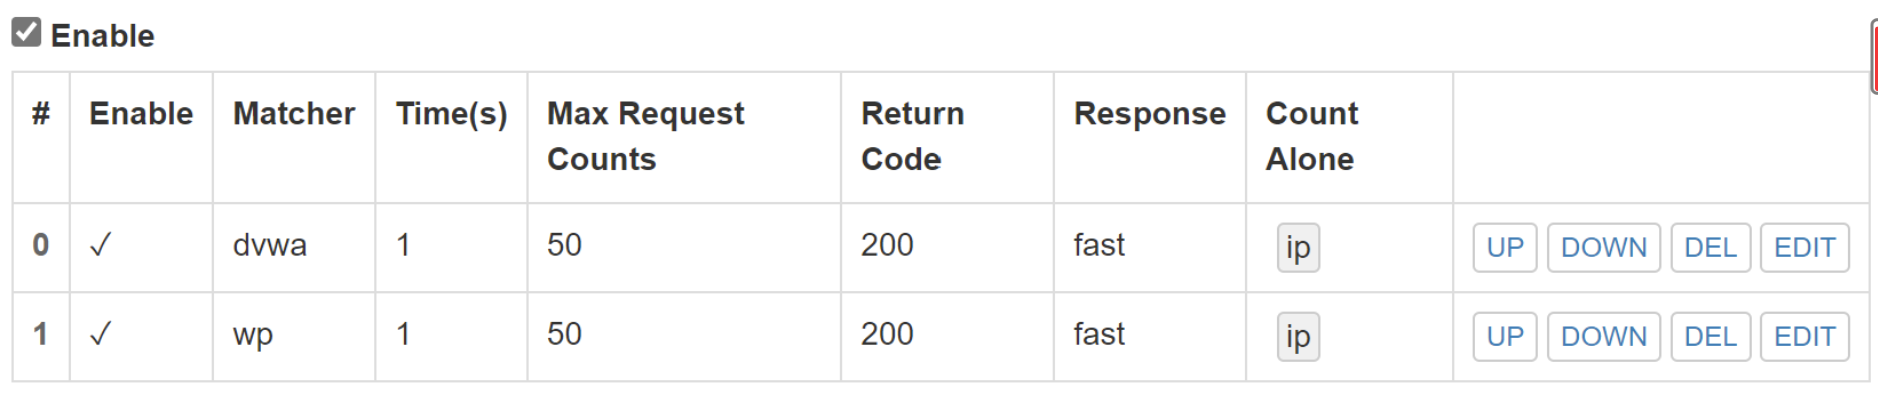 Enable
# Enable Matcher Time(s) Max Request Counts Return Code Response Count Alone
0 ✓ dvwa 1 50 200 fast ip UP DOWN DEL EDIT
1 ✓ wp 1 50 200 fast ip UP DOWN DEL EDIT